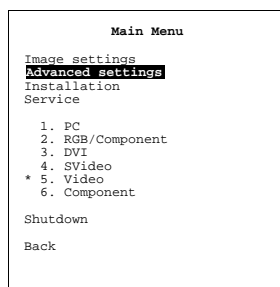 Main Menu
Image settings
Advanced settings
Installation
Service
1. PC
2. RGB/Component
3. DVI
4. SVideo
* 5. Video
6. Component
Shutdown
Back